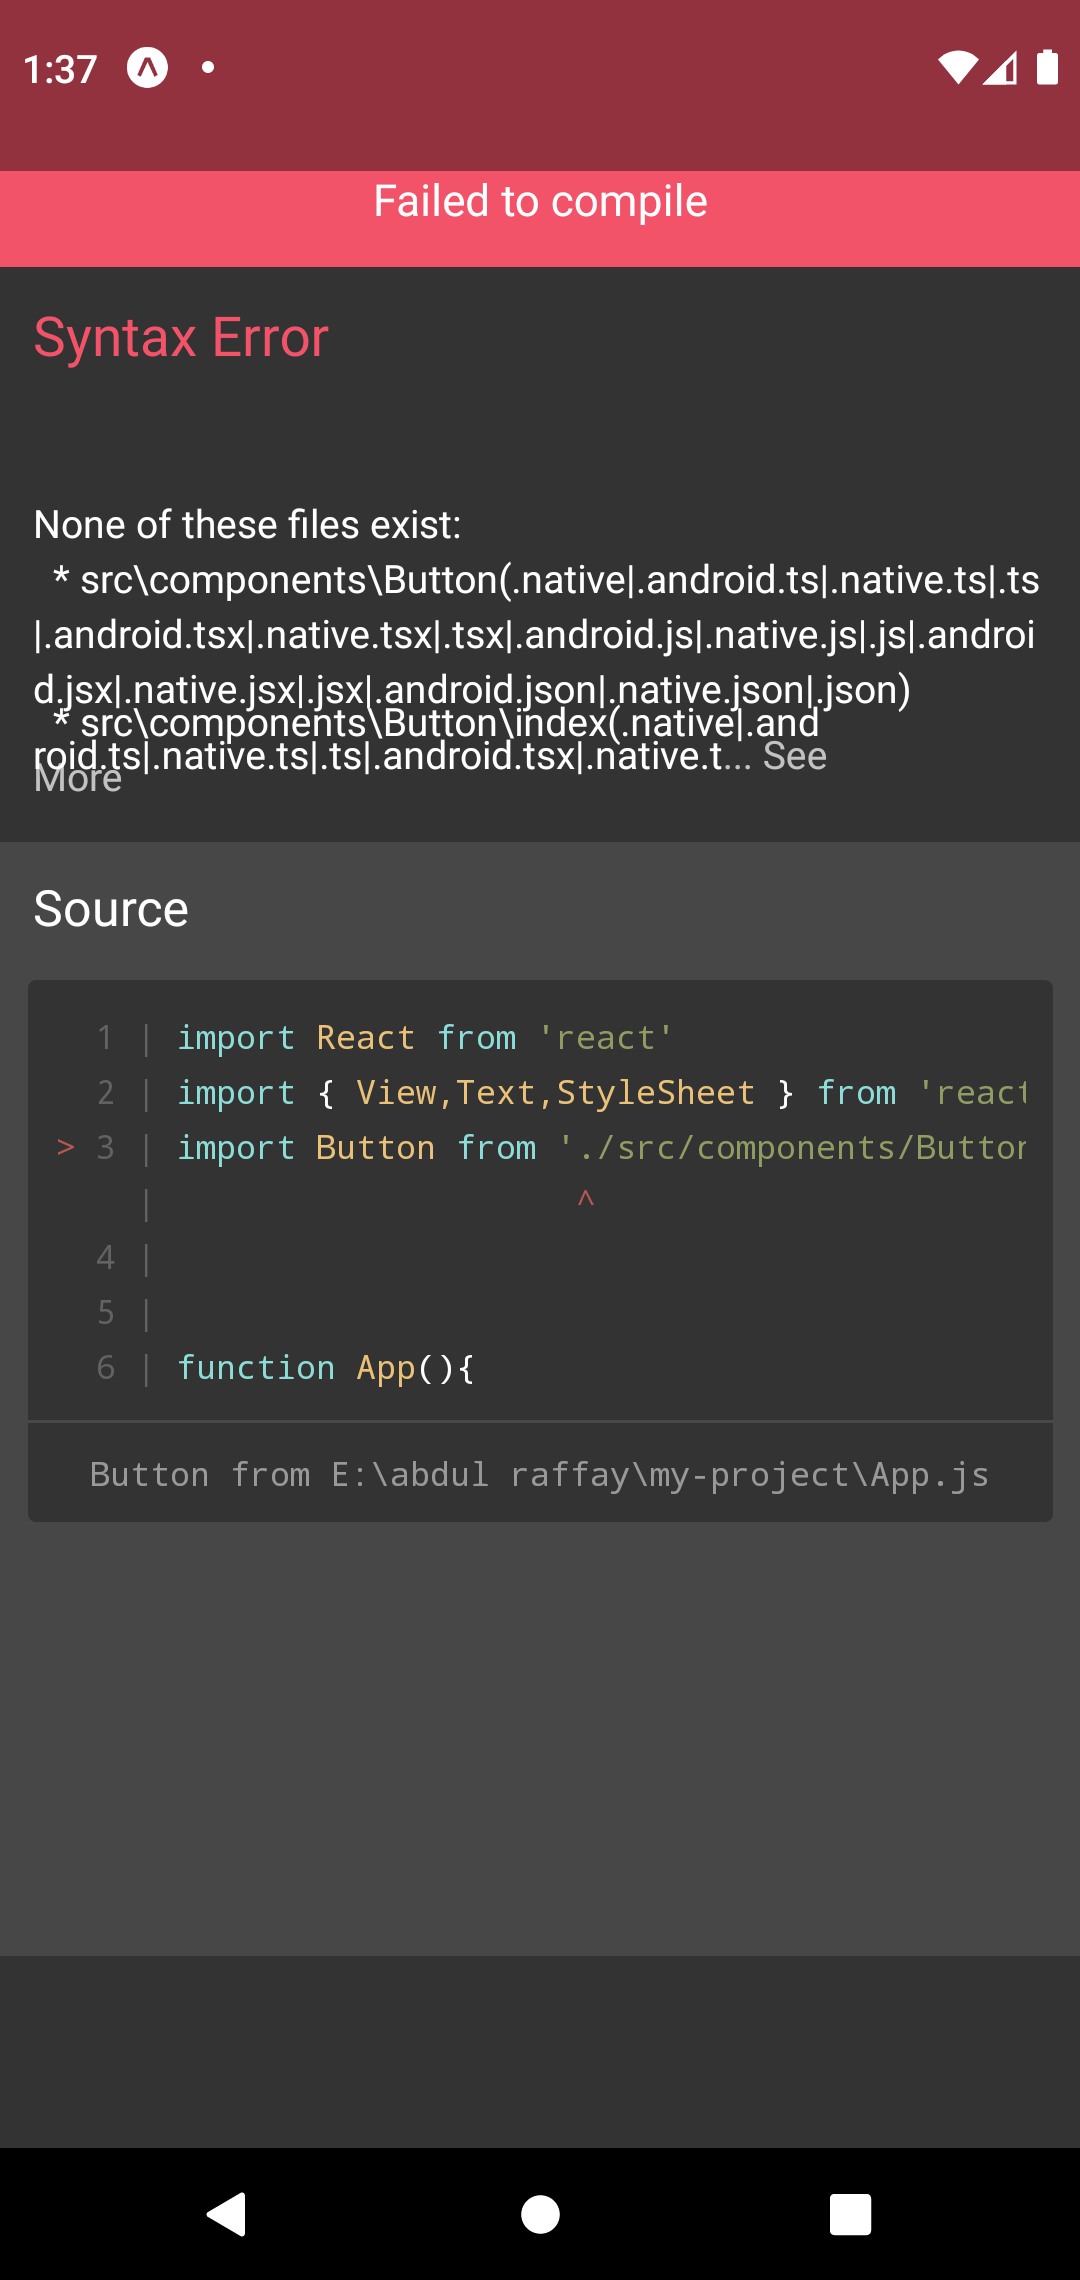 1:37
Failed to compile
Syntax Error
None of these files exist:
* src\components\Button(.native|.android.ts|.native.ts|.ts
|.android.tsx|.native.tsx|.tsx|.android.js|.native.js|.js|.androi
d.jsx|.native.jsx|.jsx|.android.json|.native.json|.json)
* src\components\Button\index(.native|.and
roid.ts|.native.ts|.ts|.android.tsx|.native.t... See
More
Source
1 | import React from 'react'
2 | import { View,Text,StyleSheet } from 'react
> 3 | import Button from './src/components/Button
| ^
4 |
5 |
6 | function App(){
Button from E:\abdul raffay\my-project\App.js